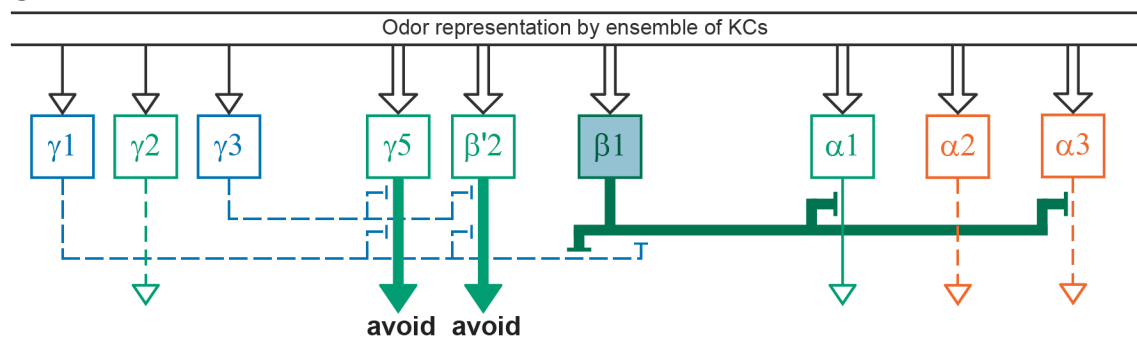 Odor representation by ensemble of KCs
γ1 γ2 γ3 γ5 β'2 β1 α1 α2 α3
avoid avoid